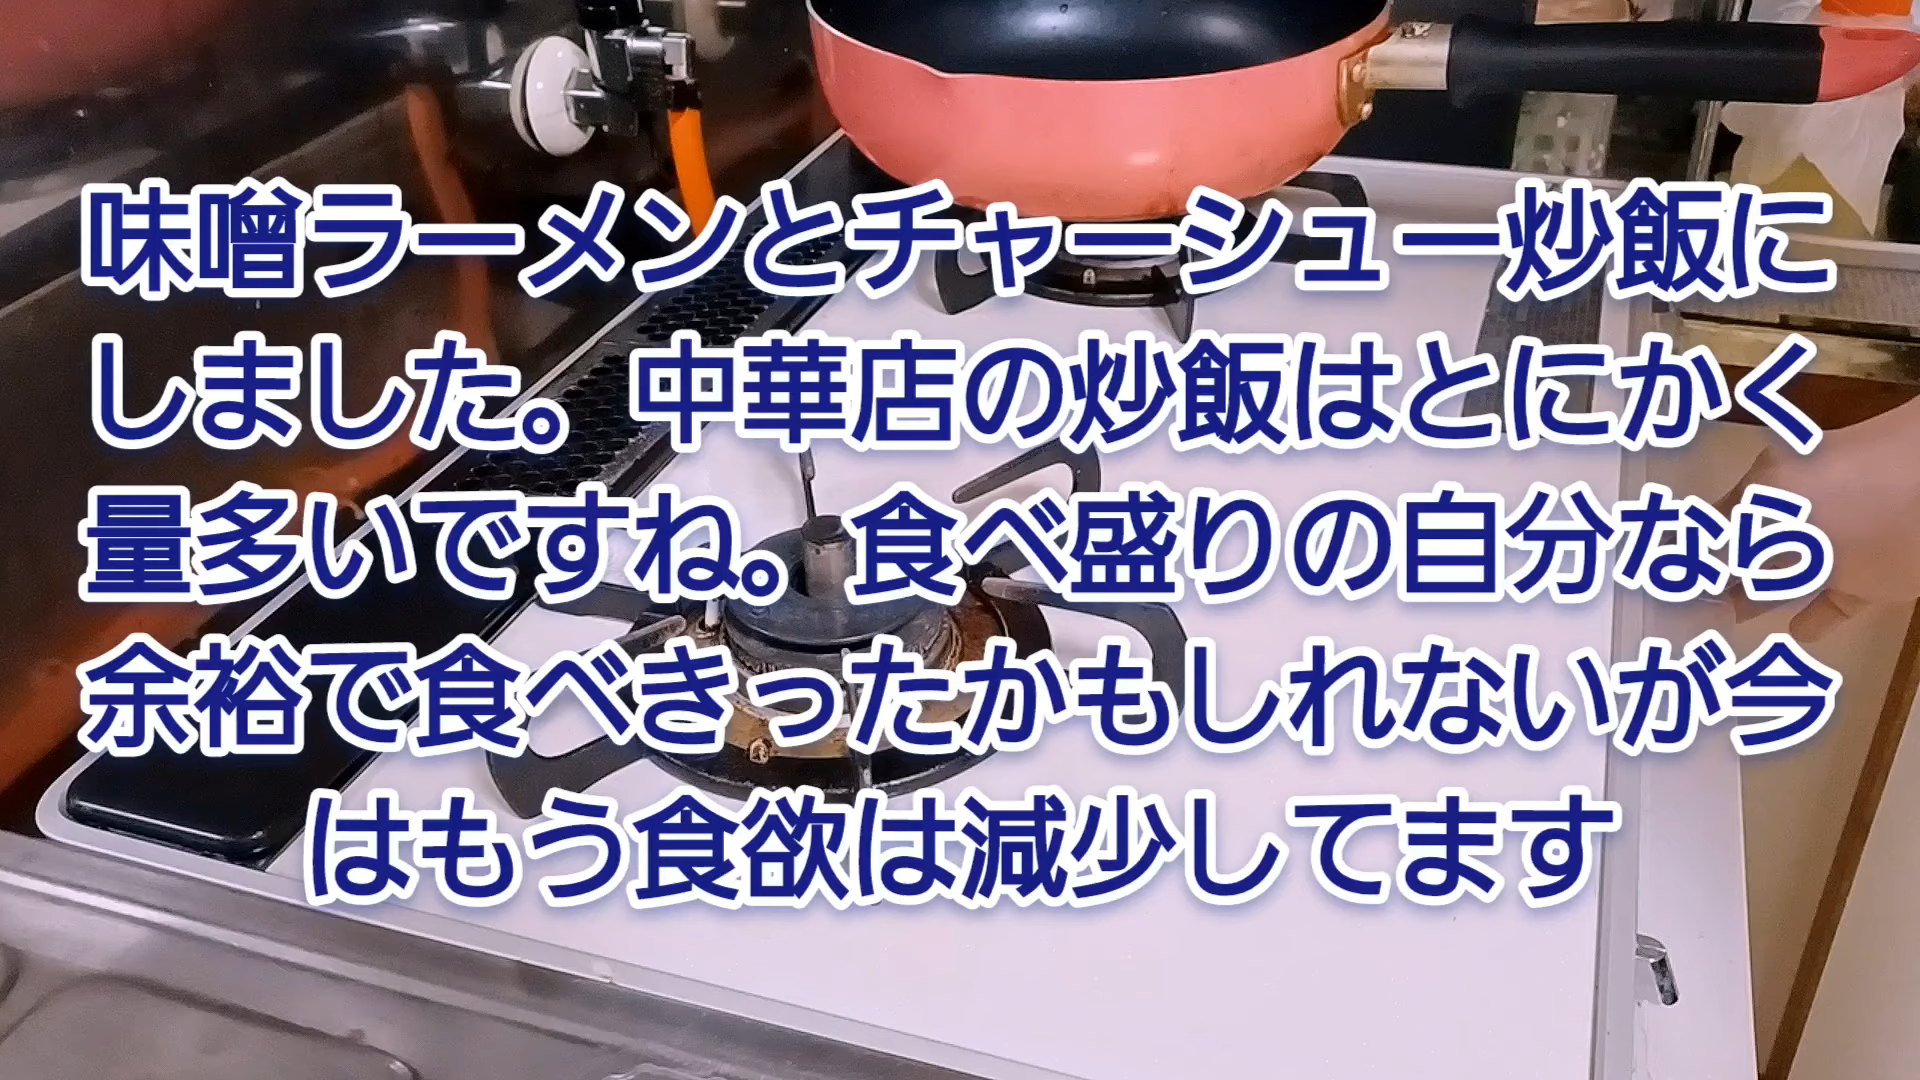 味噌ラーメンとチャーシュー炒飯に
しました。中華店の炒飯はとにかく
量多いですね。食べ盛りの自分なら
余裕で食べきったかもしれないが今
はもう食欲は減少してます